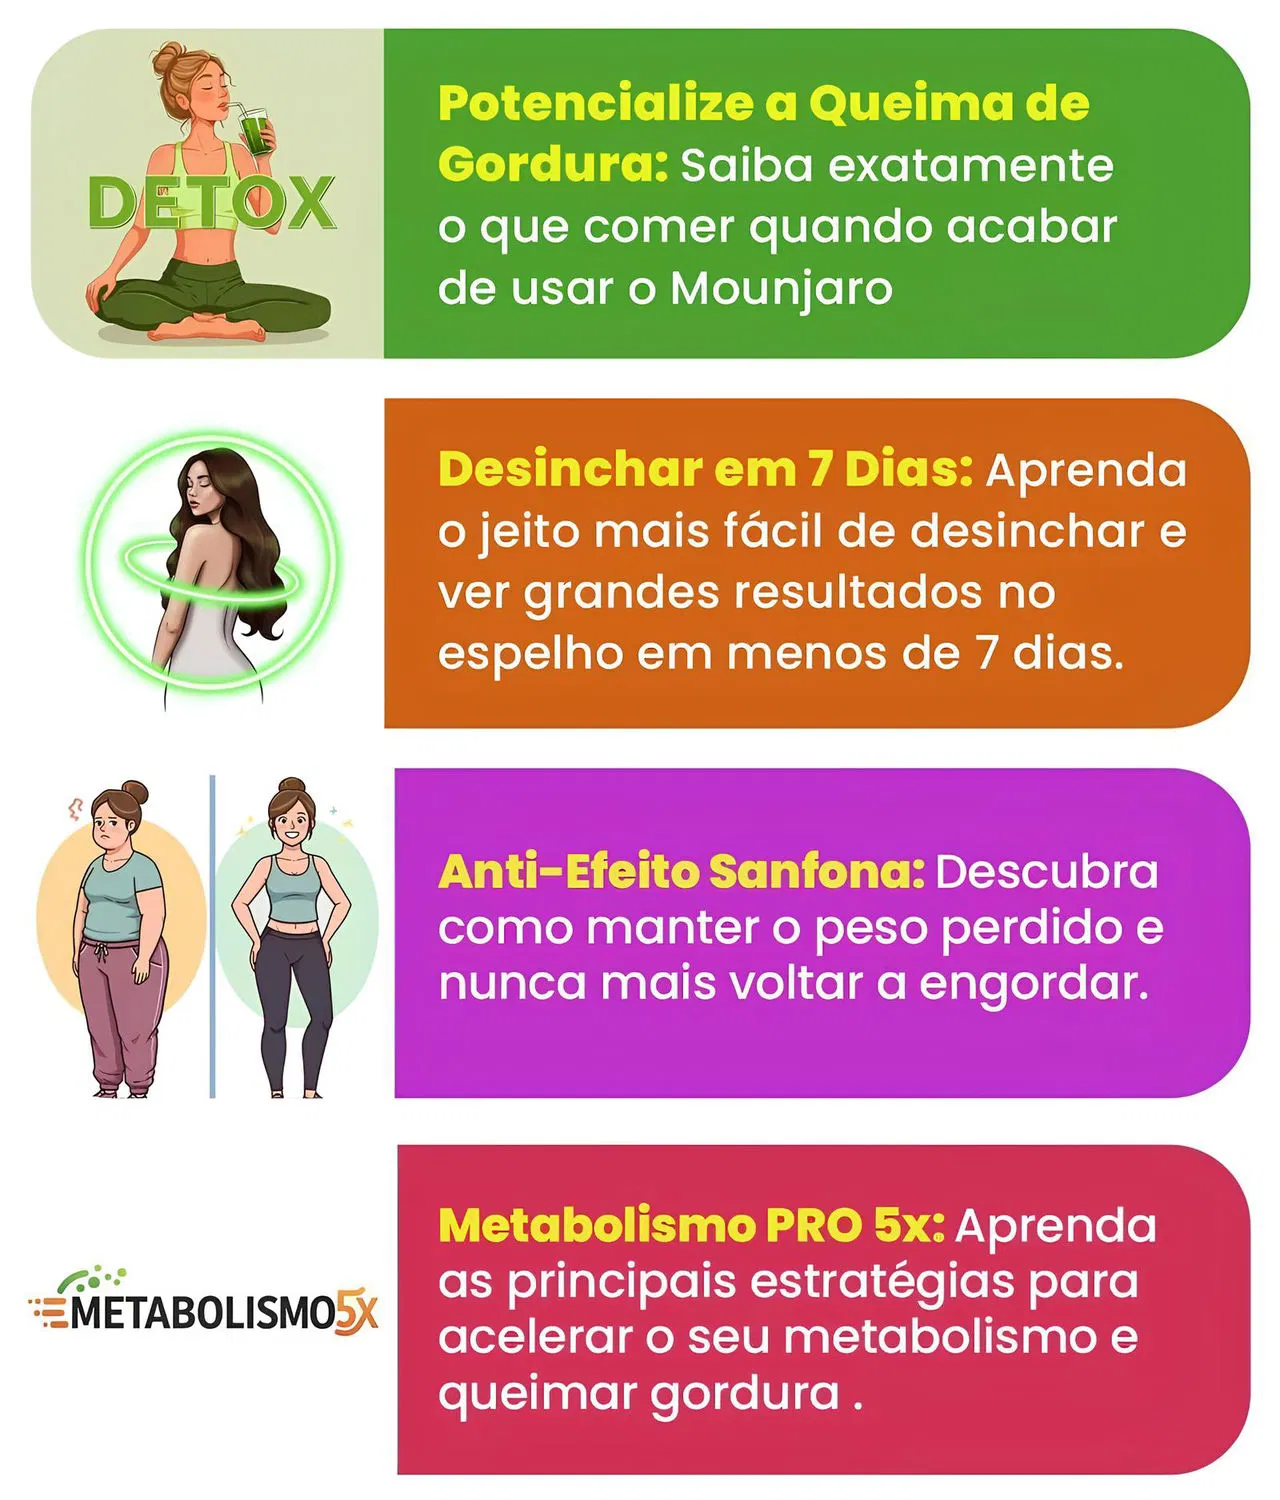 DETOX
Potencialize a Queima de
Gordura: Saiba exatamente
o que comer quando acabar
de usar o Mounjaro
Desinchar em 7 Dias: Aprenda
o jeito mais fácil de desinchar e
ver grandes resultados no
espelho em menos de 7 dias.
Anti-Efeito Sanfona: Descubra
como manter o peso perdido e
nunca mais voltar a engordar.
METABOLISMO5X
Metabolismo PRO 5x: Aprenda
as principais estratégias para
acelerar o seu metabolismo e
queimar gordura .